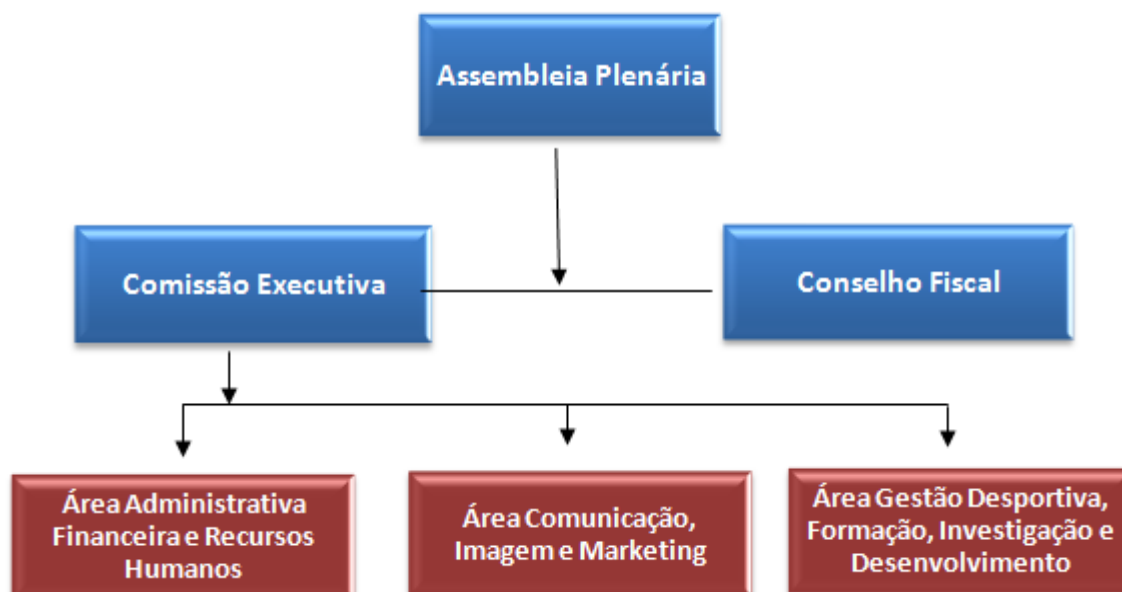 Assembleia Plenária
Comissão Executiva
Conselho Fiscal
Área Administrativa
Financeira e Recursos
Humanos
Área Comunicação,
Imagem e Marketing
Área Gestão Desportiva,
Formação, Investigação e
Desenvolvimento